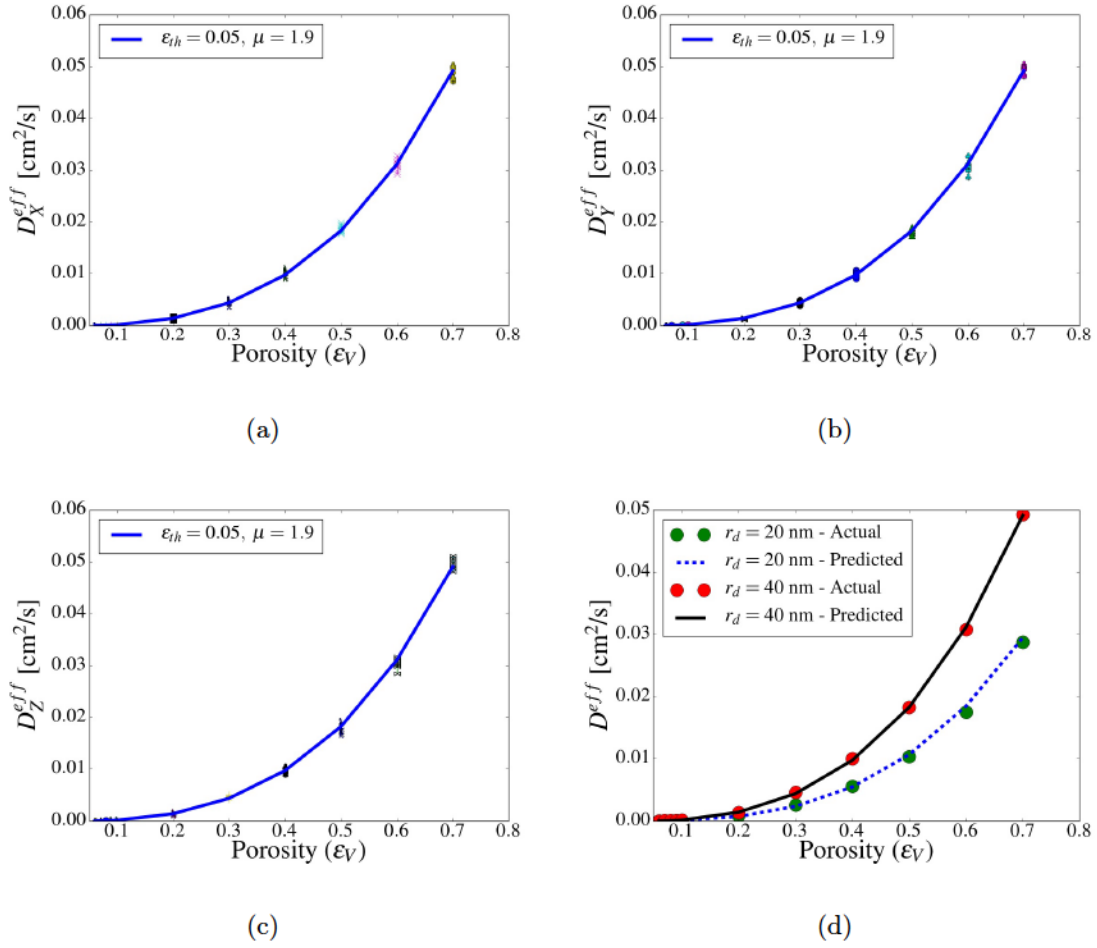 0.06
0.05
0.04
0.03
0.02
0.01
0.00
D_X^{eff} [cm²/s]
ε_{th} = 0.05, μ = 1.9
0.1 0.2 0.3 0.4 0.5 0.6 0.7 0.8
Porosity (ε_V)
(a)
0.06
0.05
0.04
0.03
0.02
0.01
0.00
D_Y^{eff} [cm²/s]
ε_{th} = 0.05, μ = 1.9
0.1 0.2 0.3 0.4 0.5 0.6 0.7 0.8
Porosity (ε_V)
(b)
0.06
0.05
0.04
0.03
0.02
0.01
0.00
D_Z^{eff} [cm²/s]
ε_{th} = 0.05, μ = 1.9
0.1 0.2 0.3 0.4 0.5 0.6 0.7 0.8
Porosity (ε_V)
(c)
0.05
0.04
0.03
0.02
0.01
0.00
D^{eff} [cm²/s]
r_d = 20 nm - Actual
r_d = 20 nm - Predicted
r_d = 40 nm - Actual
r_d = 40 nm - Predicted
0.1 0.2 0.3 0.4 0.5 0.6 0.7 0.8
Porosity (ε_V)
(d)